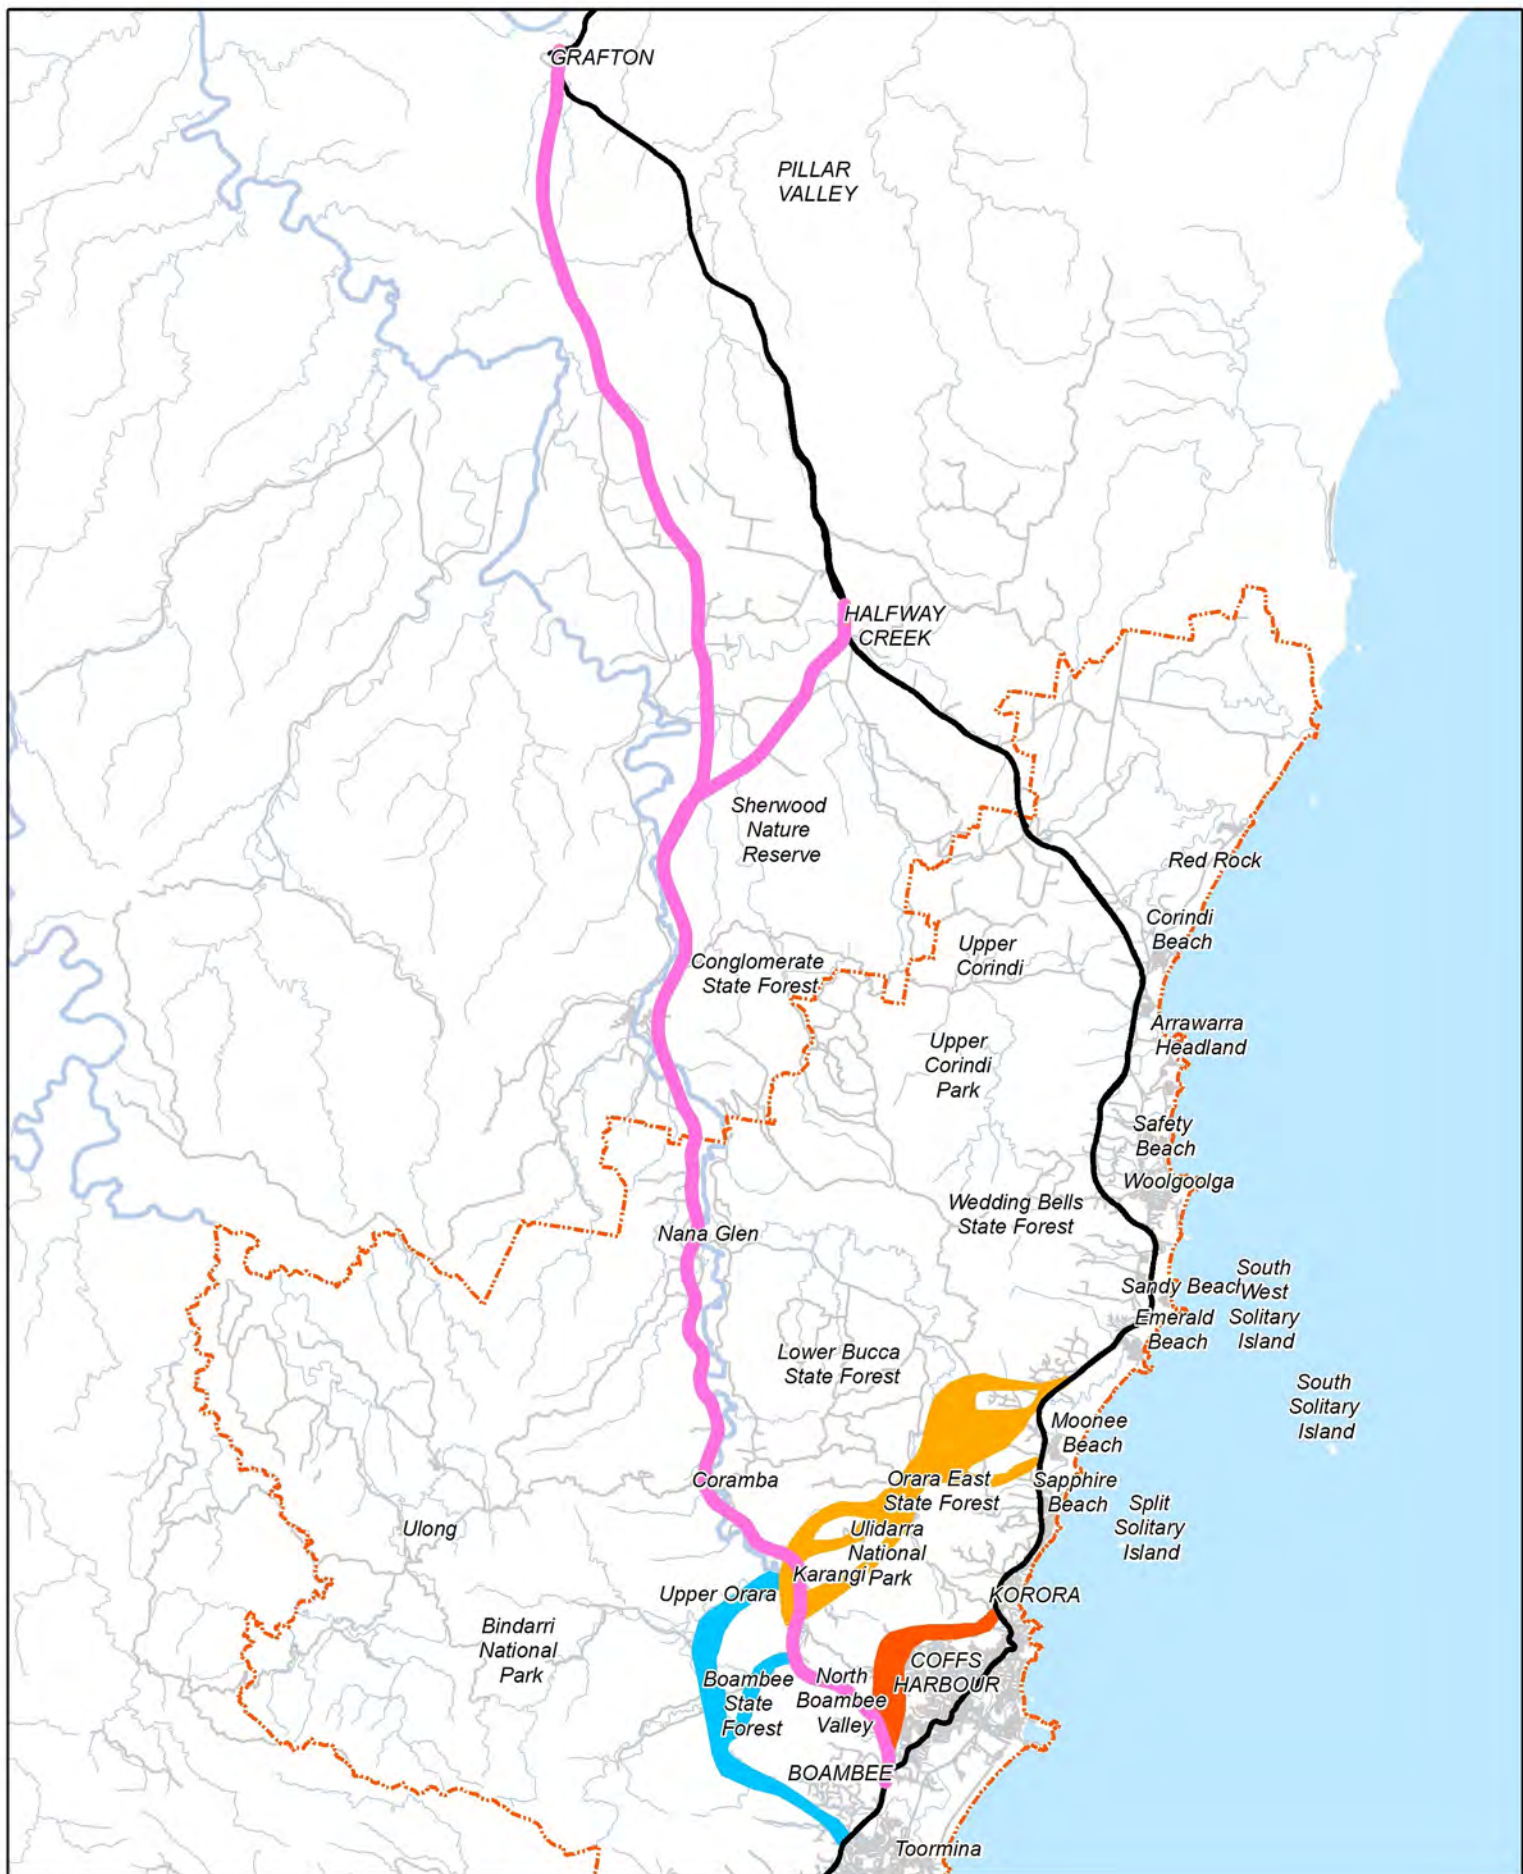 GRAFTON
PILLAR
VALLEY
HALFWAY
CREEK
Sherwood
Nature
Reserve
Red Rock
Corindi
Beach
Upper
Corindi
Conglomerate
State Forest
Arrawarra
Headland
Upper
Corindi
Park
Safety
Beach
Woolgoolga
Wedding Bells
State Forest
Nana Glen
Sandy Beach
South
West
Solitary
Island
Emerald
Beach
Lower Bucca
State Forest
South
Solitary
Island
Moonee
Beach
Coramba
Orara East
State Forest
Sapphire
Beach
Split
Solitary
Island
Ulong
Ulidarra
National
Park
Karangi
Upper Orara
KORORA
Bindarri
National
Park
COFFS
HARBOUR
Boambee
State
Forest
North
Boambee
Valley
BOAMBEE
Toormina